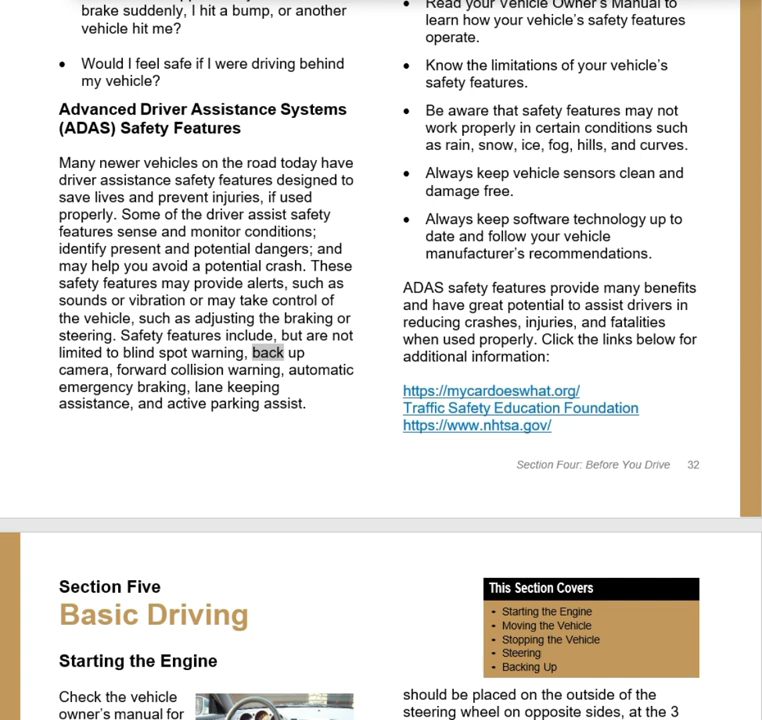 brake suddenly, I hit a bump, or another
vehicle hit me?
• Would I feel safe if I were driving behind
my vehicle?
Advanced Driver Assistance Systems
(ADAS) Safety Features
Many newer vehicles on the road today have
driver assistance safety features designed to
save lives and prevent injuries, if used
properly. Some of the driver assist safety
features sense and monitor conditions;
identify present and potential dangers; and
may help you avoid a potential crash. These
safety features may provide alerts, such as
sounds or vibration or may take control of
the vehicle, such as adjusting the braking or
steering. Safety features include, but are not
limited to blind spot warning, back up
camera, forward collision warning, automatic
emergency braking, lane keeping
assistance, and active parking assist.
• Read your Vehicle Owner's Manual to
learn how your vehicle's safety features
operate.
• Know the limitations of your vehicle's
safety features.
• Be aware that safety features may not
work properly in certain conditions such
as rain, snow, ice, fog, hills, and curves.
• Always keep vehicle sensors clean and
damage free.
• Always keep software technology up to
date and follow your vehicle
manufacturer's recommendations.
ADAS safety features provide many benefits
and have great potential to assist drivers in
reducing crashes, injuries, and fatalities
when used properly. Click the links below for
additional information:
https://mycardoeswhat.org/
Traffic Safety Education Foundation
https://www.nhtsa.gov/
Section Four: Before You Drive 32
Section Five
Basic Driving
Starting the Engine
Check the vehicle
owner's manual for
This Section Covers
• Starting the Engine
• Moving the Vehicle
• Stopping the Vehicle
• Steering
• Backing Up
should be placed on the outside of the
steering wheel on opposite sides, at the 3